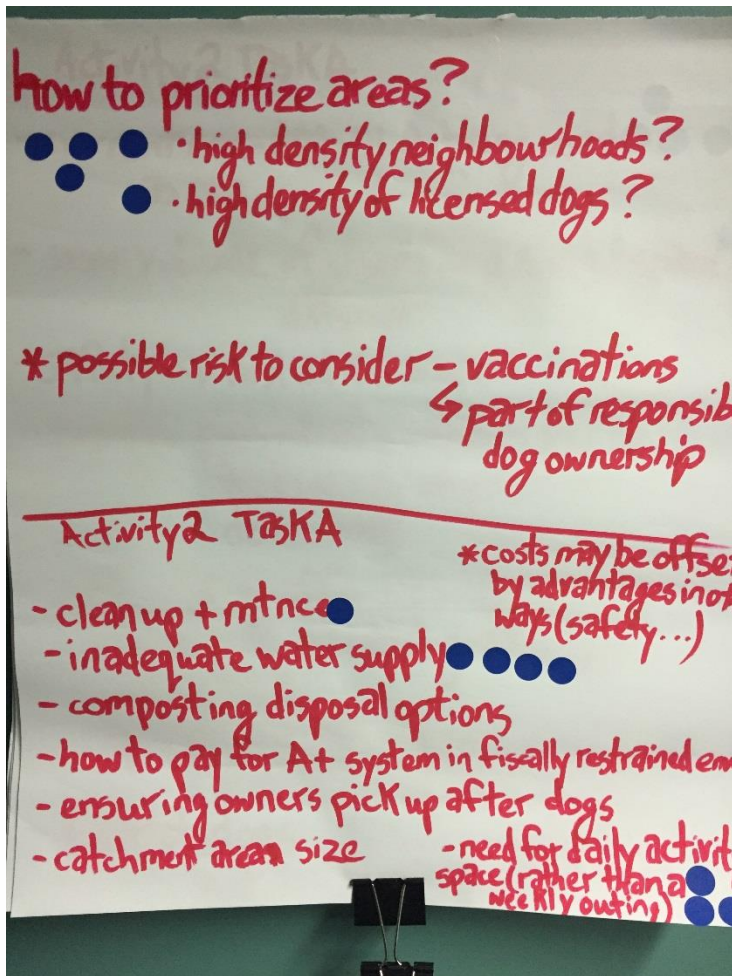 how to prioritize areas?
· high density neighbourhoods?
· high density of licensed dogs?
* possible risk to consider – vaccinations
↳ part of responsib
dog ownership
Activity 2 Task A
* costs may be offse
by advantages in ot
ways (safety...)
- clean up + mtnce
- inadequate water supply
- composting disposal options
- how to pay for A+ system in fiscally restrained env
- ensuring owners pick up after dogs
- catchment area size
- need for daily activit
space (rather than a
weekly outing)